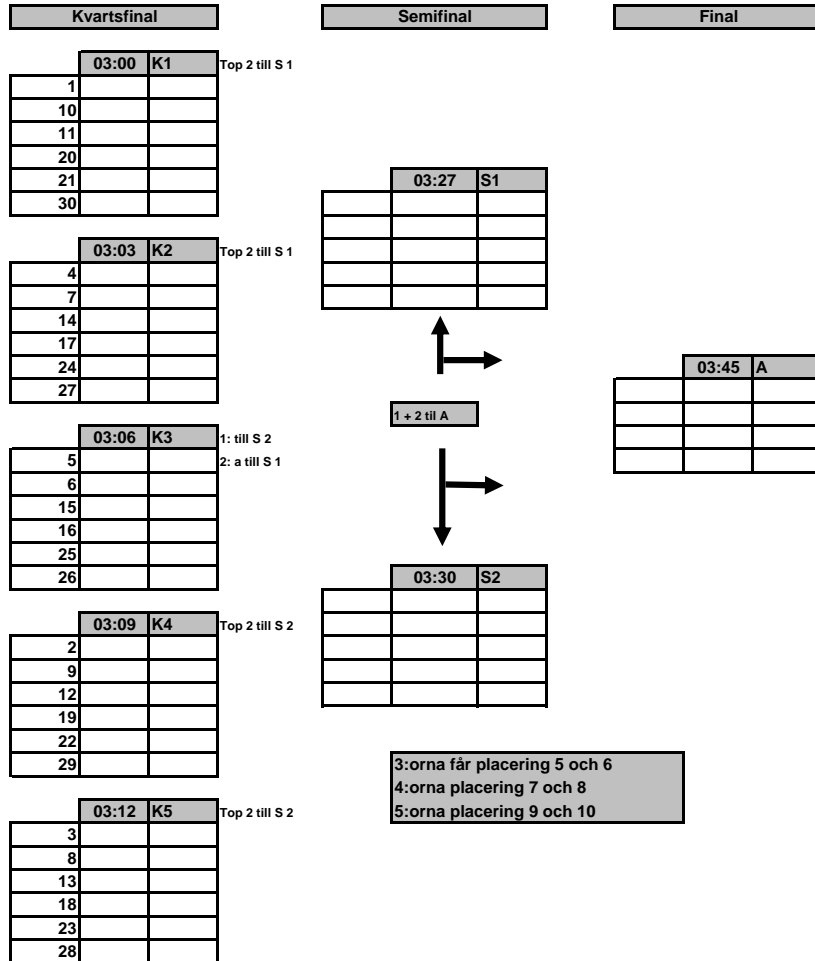 Kvartsfinal
Semifinal
Final
03:00 K1 Top 2 till S 1
1
10
11
20
21
30
03:03 K2 Top 2 till S 1
4
7
14
17
24
27
03:06 K3 1: till S 2
5 2: a till S 1
6
15
16
25
26
03:09 K4 Top 2 till S 2
2
9
12
19
22
29
03:12 K5 Top 2 till S 2
3
8
13
18
23
28
03:27 S1
1 + 2 til A
03:30 S2
3:orna får placering 5 och 6
4:orna placering 7 och 8
5:orna placering 9 och 10
03:45 A